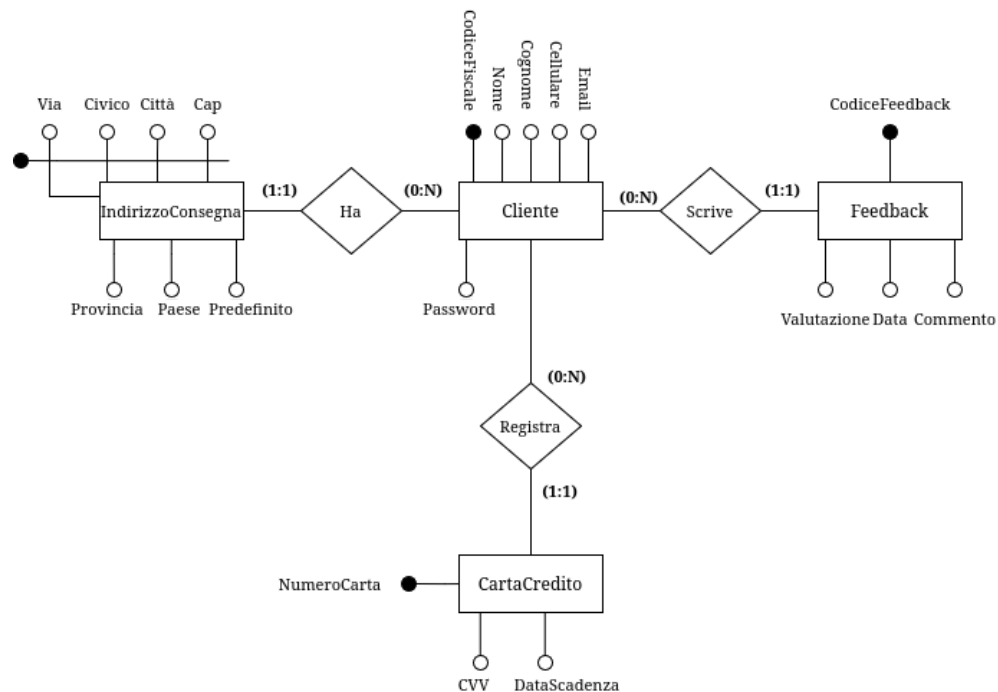 CodiceFiscale
Nome
Cognome
Cellulare
Email
Via
Civico
Città
Cap
CodiceFeedback
(1:1)
(0:N)
(0:N)
(1:1)
IndirizzoConsegna
Ha
Cliente
Scrive
Feedback
Provincia
Paese
Predefinito
Password
Valutazione
Data
Commento
(0:N)
Registra
(1:1)
NumeroCarta
CartaCredito
CVV
DataScadenza